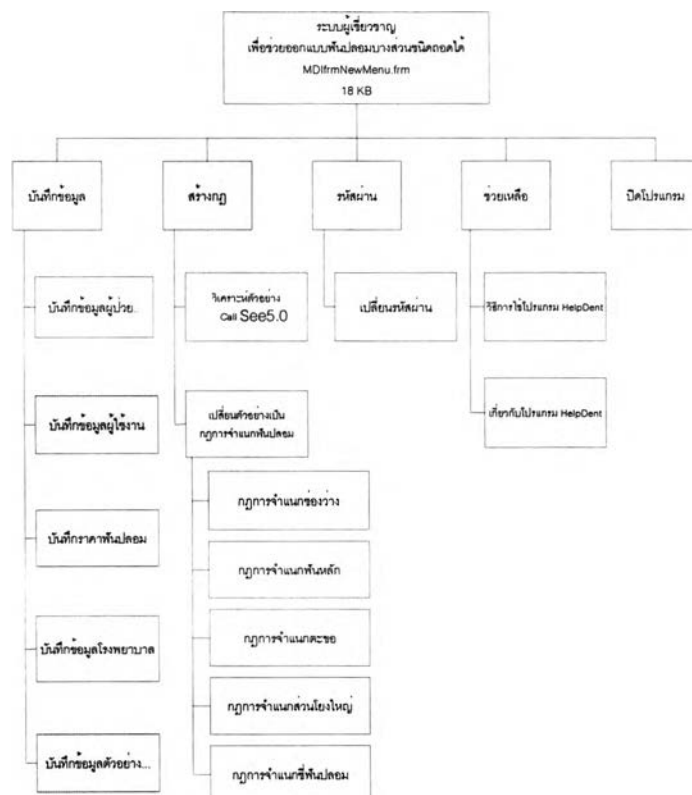 ระบบผู้เชี่ยวชาญ
เพื่อช่วยออกแบบฟันปลอมบางส่วนชนิดถอดได้
MDIfrmNewMenu.frm
18 KB
บันทึกข้อมูล
สร้างกฎ
รหัสผ่าน
ช่วยเหลือ
ปิดโปรแกรม
บันทึกข้อมูลผู้ป่วย..
บันทึกข้อมูลผู้ใช้งาน
บันทึกราคาฟันปลอม
บันทึกข้อมูลโรงพยาบาล
บันทึกข้อมูลตัวอย่าง...
วิเคราะห์ตัวอย่าง
Call See5.0
เปลี่ยนตัวอย่างเป็น
กฎการจำแนกฟันปลอม
กฎการจำแนกช่องว่าง
กฎการจำแนกฟันหลัก
กฎการจำแนกตะขอ
กฎการจำแนกส่วนโยงใหญ่
กฎการจำแนกซี่ฟันปลอม
เปลี่ยนรหัสผ่าน
วิธีการใช้โปรแกรม HelpDent
เกี่ยวกับโปรแกรม HelpDent